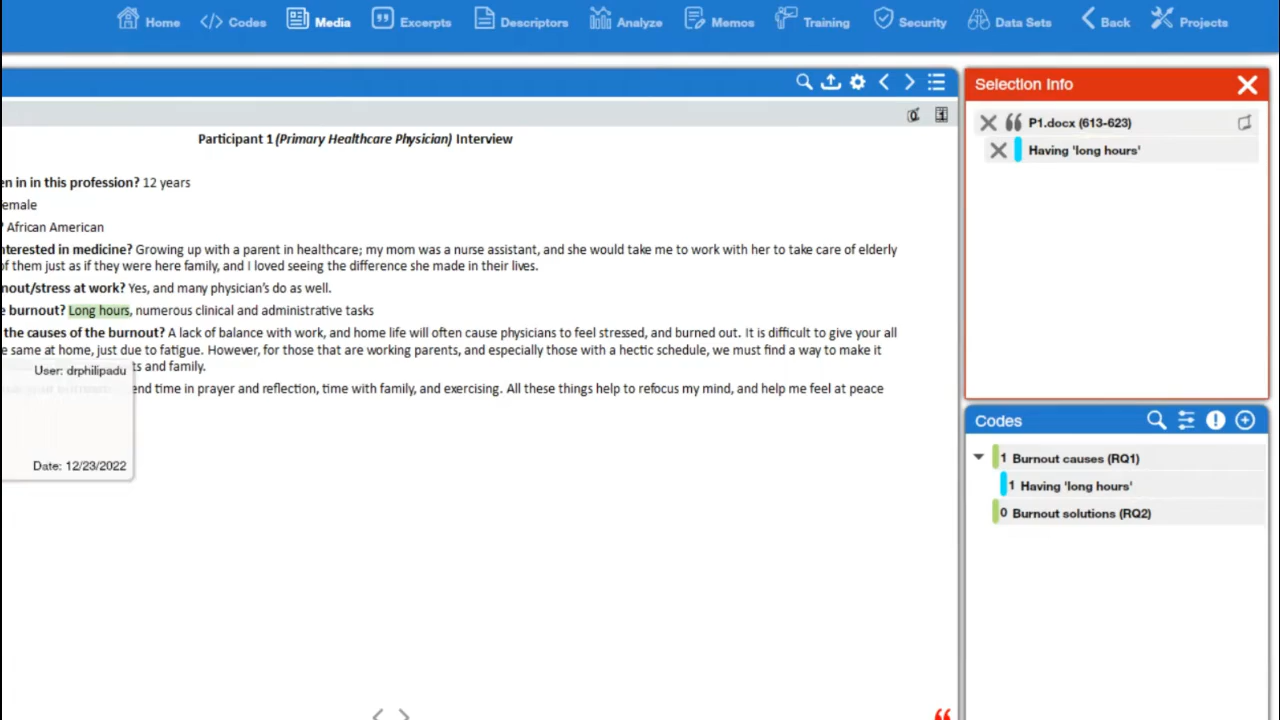 Home Codes Media Excerpts Descriptors Analyze Memos Training Security Data Sets Back Projects
Participant 1 (Primary Healthcare Physician) Interview
en in in this profession? 12 years
emale
? African American
nterested in medicine? Growing up with a parent in healthcare; my mom was a nurse assistant, and she would take me to work with her to take care of elderly
of them just as if they were here family, and I loved seeing the difference she made in their lives.
nout/stress at work? Yes, and many physician's do as well.
e burnout? Long hours, numerous clinical and administrative tasks
the causes of the burnout? A lack of balance with work, and home life will often cause physicians to feel stressed, and burned out. It is difficult to give your all
e same at home, just due to fatigue. However, for those that are working parents, and especially those with a hectic schedule, we must find a way to make it
ts and family.
end time in prayer and reflection, time with family, and exercising. All these things help to refocus my mind, and help me feel at peace
User: drphilipadu
Date: 12/23/2022
Selection Info
P1.docx (613-623)
Having 'long hours'
Codes
1 Burnout causes (RQ1)
1 Having 'long hours'
0 Burnout solutions (RQ2)